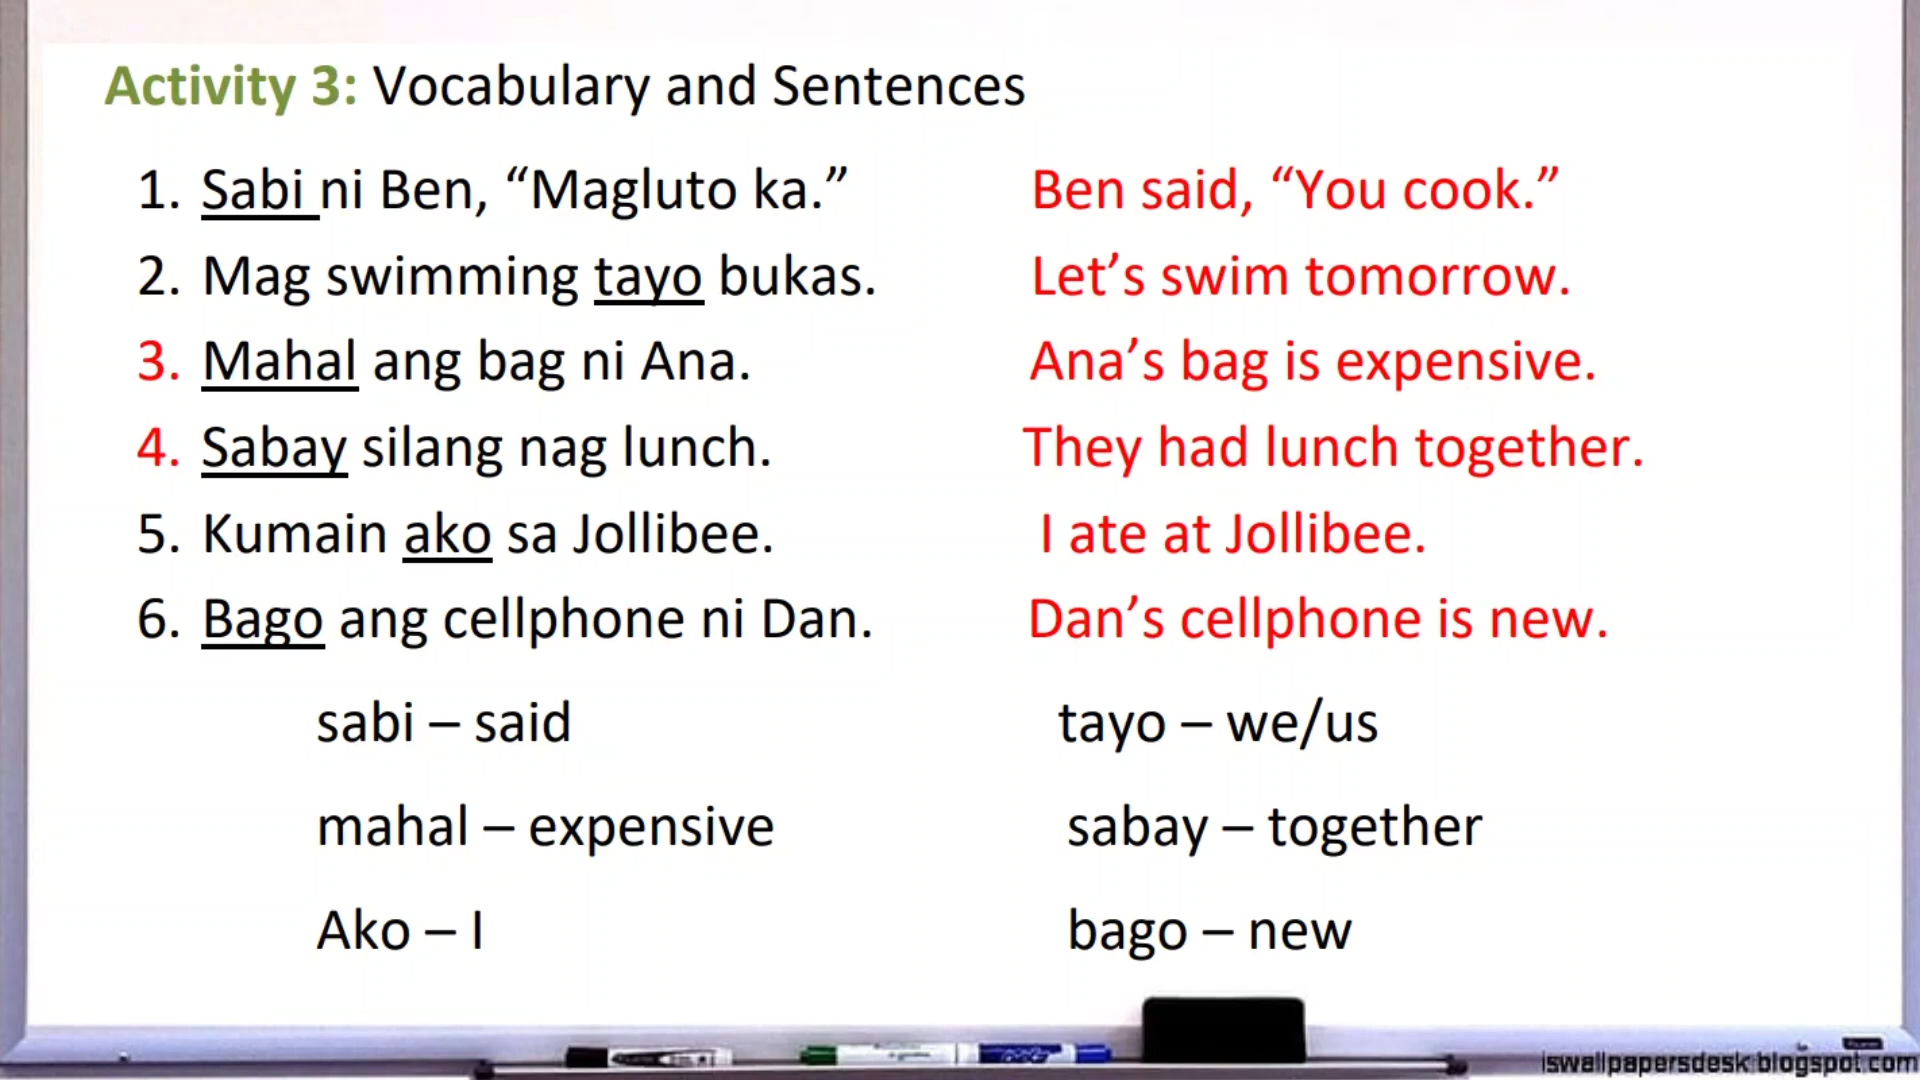 Activity 3: Vocabulary and Sentences
1. Sabi ni Ben, “Magluto ka.” Ben said, “You cook.”
2. Mag swimming tayo bukas. Let’s swim tomorrow.
3. Mahal ang bag ni Ana. Ana’s bag is expensive.
4. Sabay silang nag lunch. They had lunch together.
5. Kumain ako sa Jollibee. I ate at Jollibee.
6. Bago ang cellphone ni Dan. Dan’s cellphone is new.
sabi – said tayo – we/us
mahal – expensive sabay – together
Ako – I bago – new
iswallpapersdesk.blogspot.com